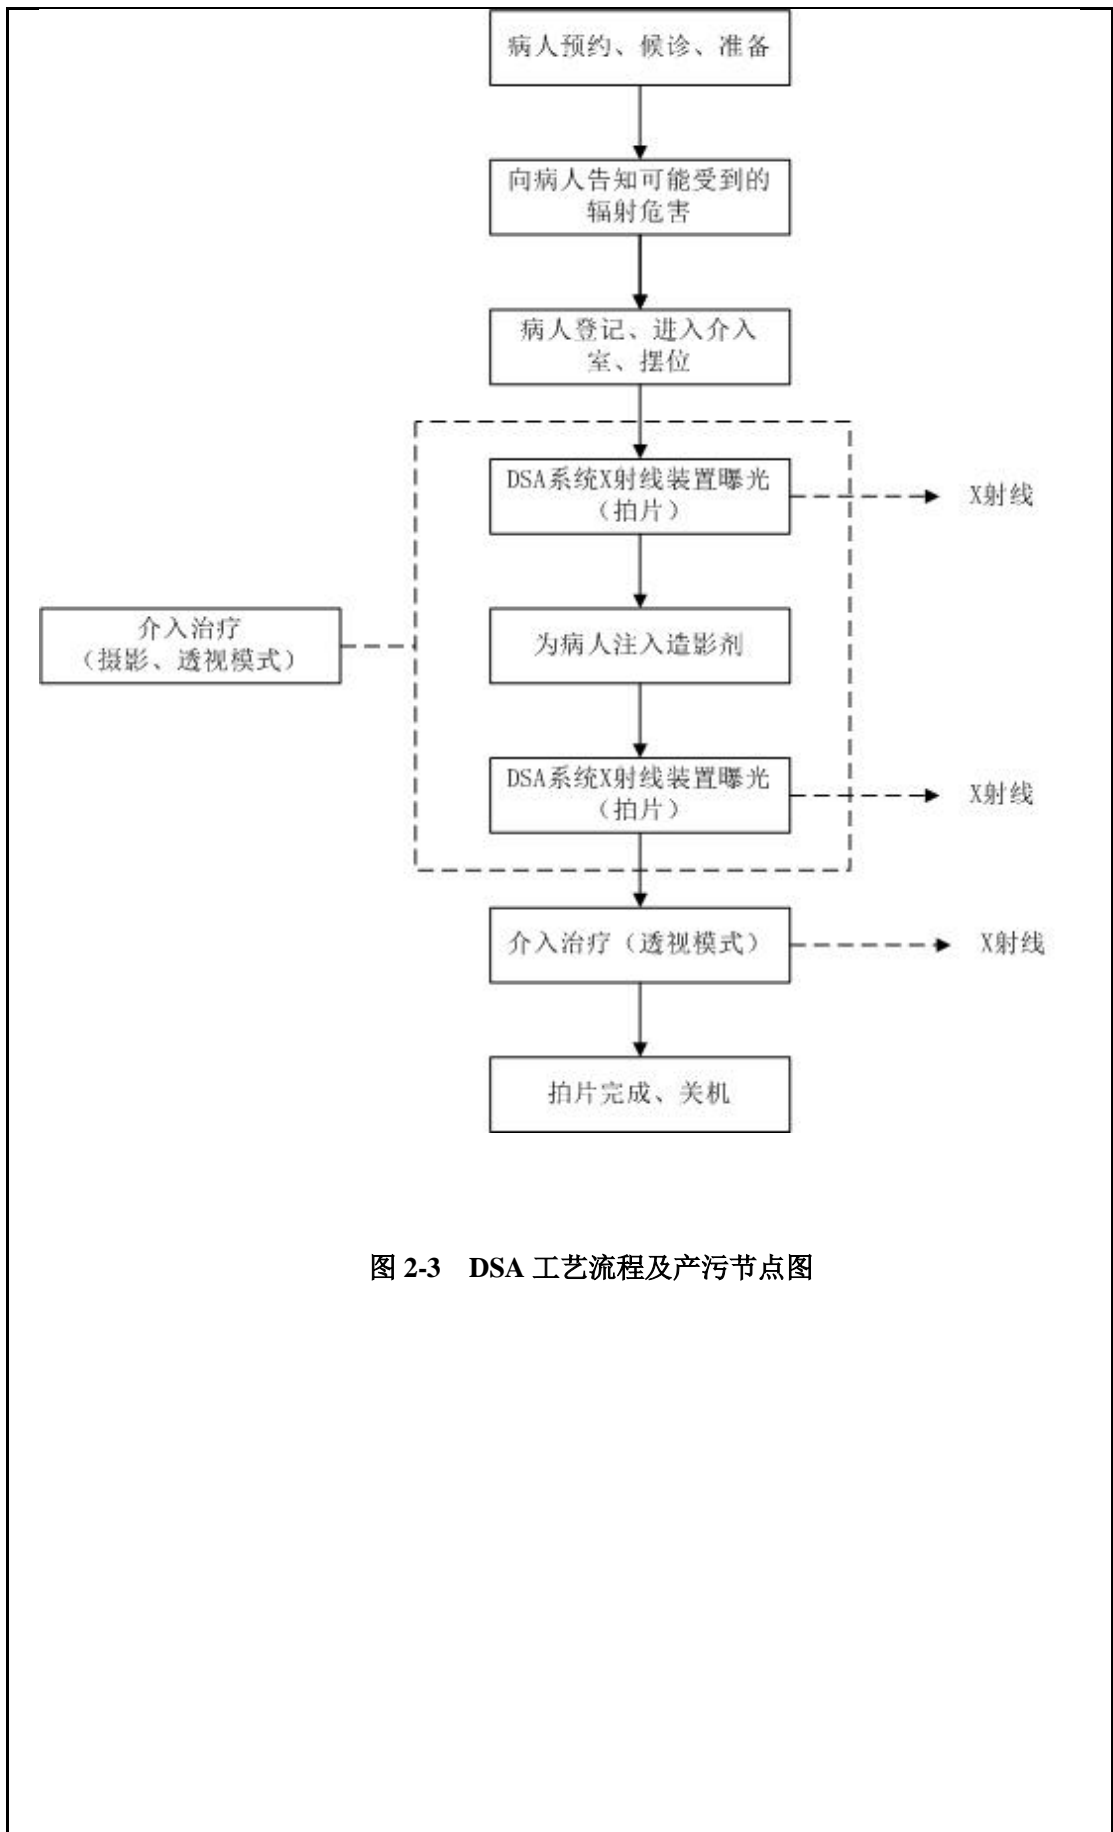 病人预约、候诊、准备
向病人告知可能受到的
辐射危害
病人登记、进入介入
室、摆位
DSA系统X射线装置曝光
（拍片）
X射线
介入治疗
（摄影、透视模式）
为病人注入造影剂
DSA系统X射线装置曝光
（拍片）
X射线
介入治疗（透视模式）
X射线
拍片完成、关机
图 2-3 DSA 工艺流程及产污节点图